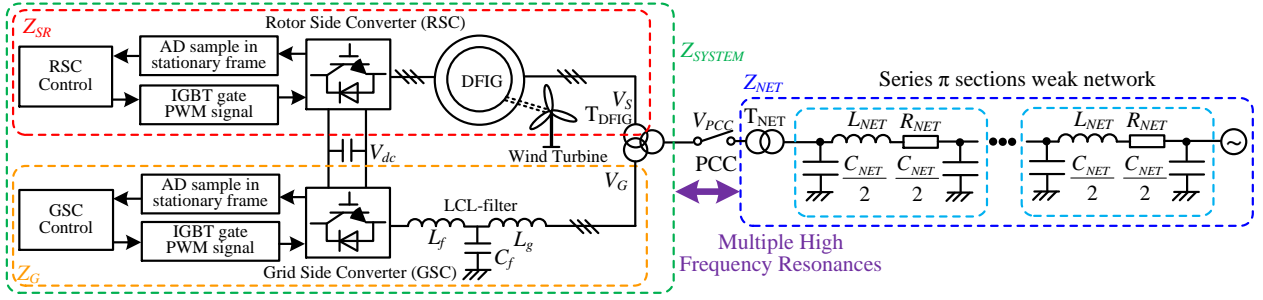 Z_SR
Rotor Side Converter (RSC)
RSC
Control
AD sample in
stationary frame
IGBT gate
PWM signal
DFIG
Wind Turbine
V_S
T_DFIG
V_dc
V_G
Z_SYSTEM
V_PCC
PCC
T_NET
Z_NET
Series π sections weak network
L_NET
R_NET
C_NET
2
C_NET
2
L_NET
R_NET
C_NET
2
C_NET
2
~
Multiple High
Frequency Resonances
GSC
Control
AD sample in
stationary frame
IGBT gate
PWM signal
LCL-filter
L_f
L_g
C_f
Grid Side Converter (GSC)
Z_G